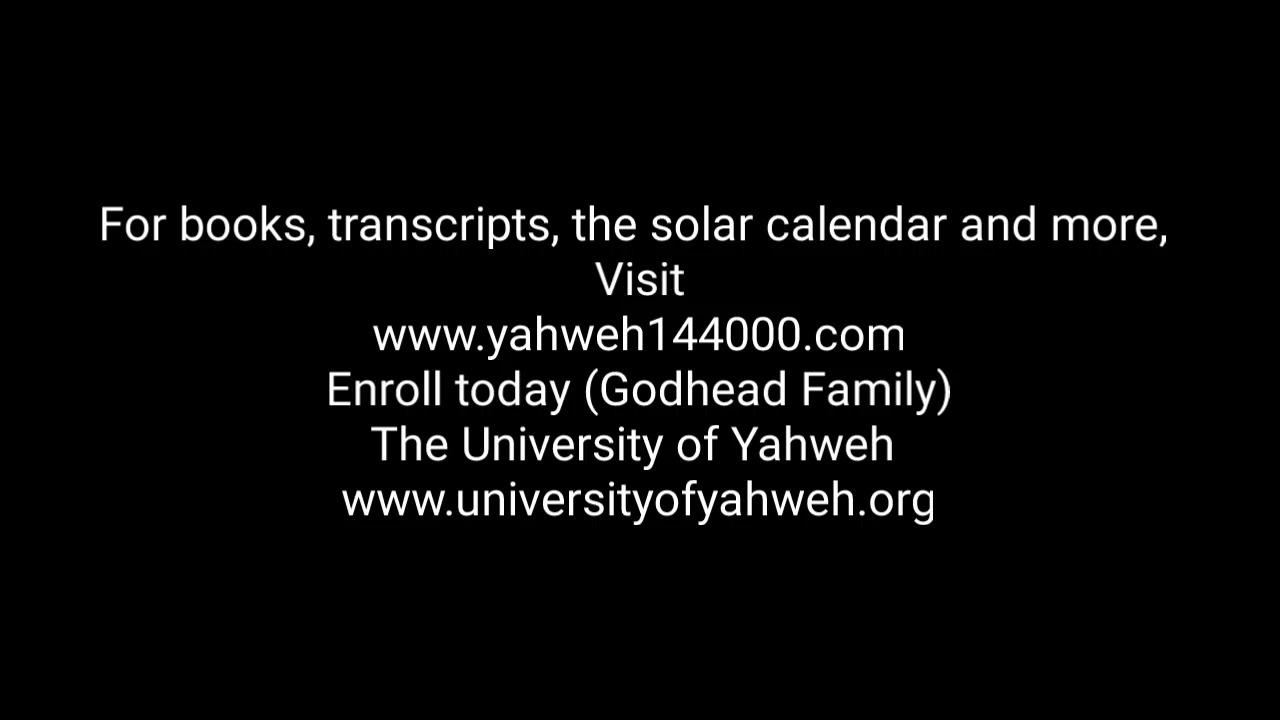 For books, transcripts, the solar calendar and more,
Visit
www.yahweh144000.com
Enroll today (Godhead Family)
The University of Yahweh
www.universityofyahweh.org